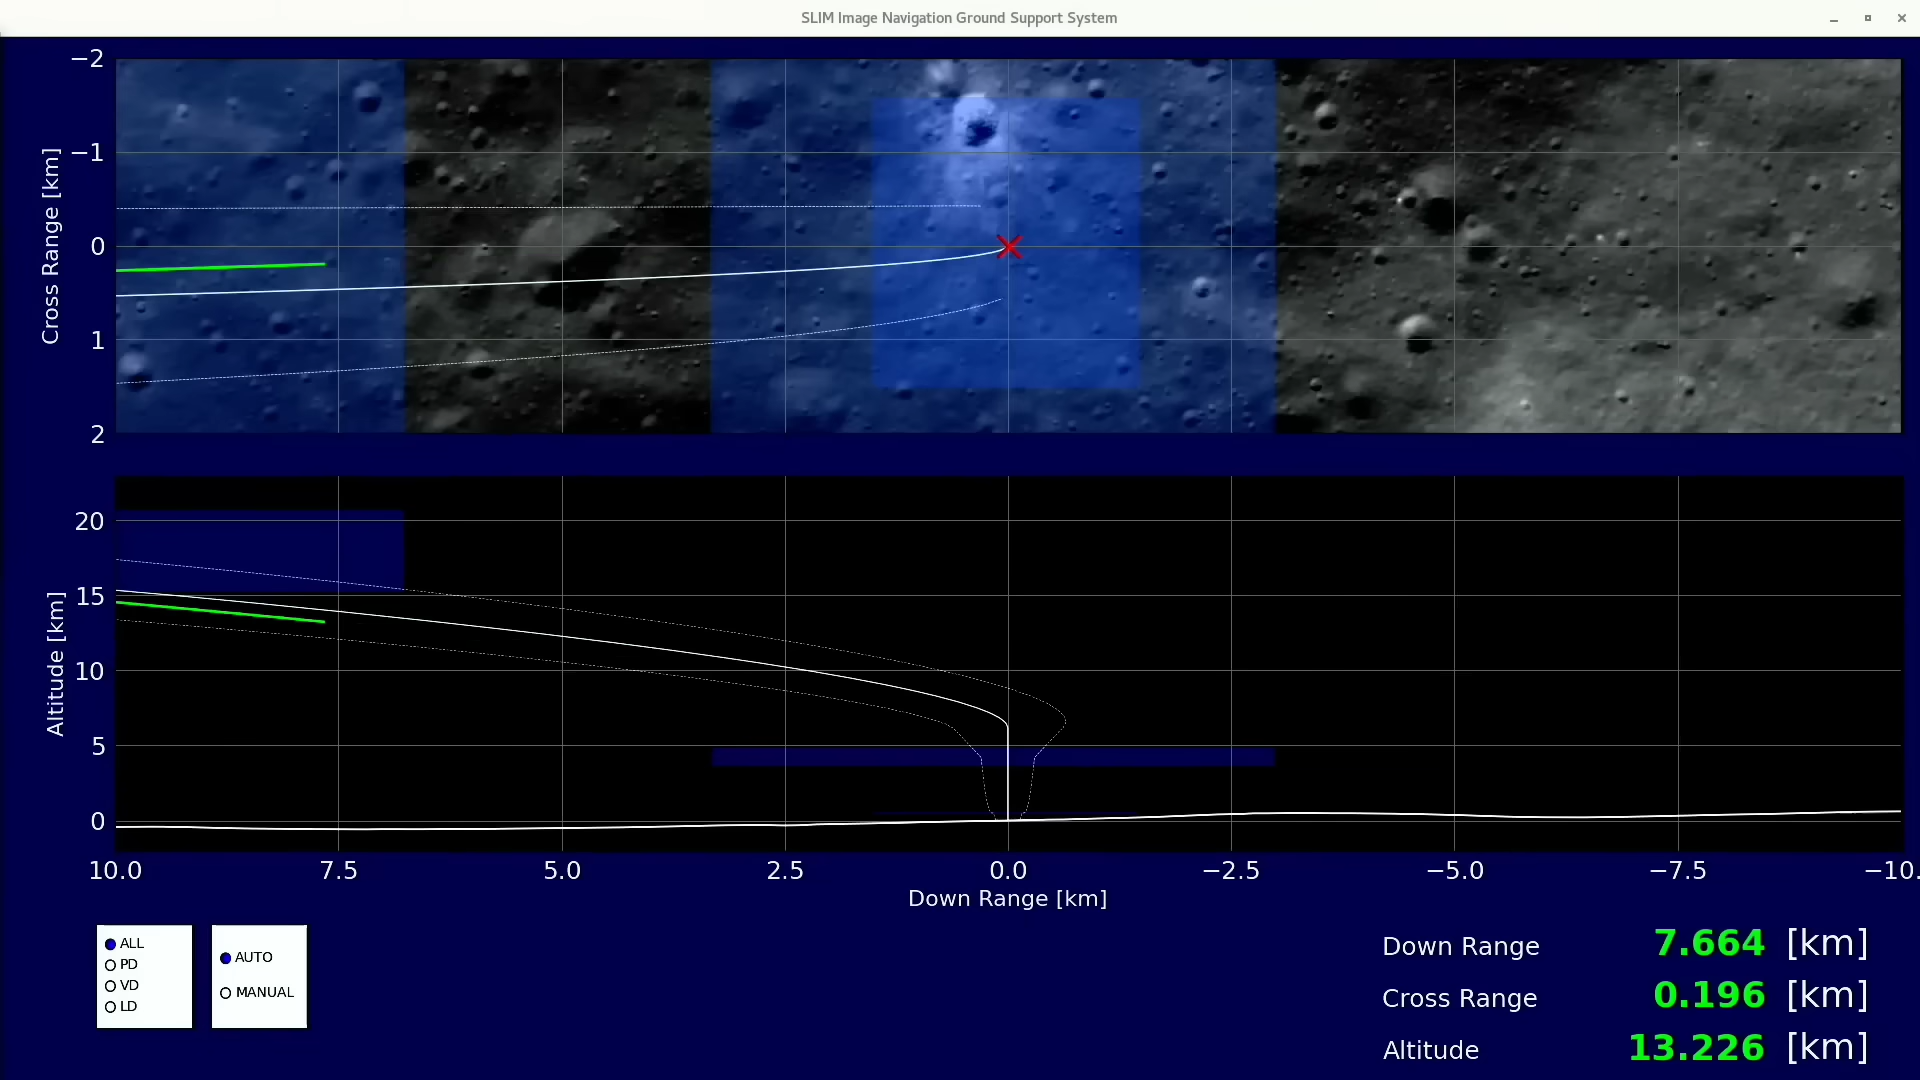 SLIM Image Navigation Ground Support System
−2
−1
0
1
2
Cross Range [km]
20
15
10
5
0
Altitude [km]
10.0 7.5 5.0 2.5 0.0 −2.5 −5.0 −7.5 −10.
Down Range [km]
ALL
PD
VD
LD
AUTO
MANUAL
Down Range 7.664 [km]
Cross Range 0.196 [km]
Altitude 13.226 [km]